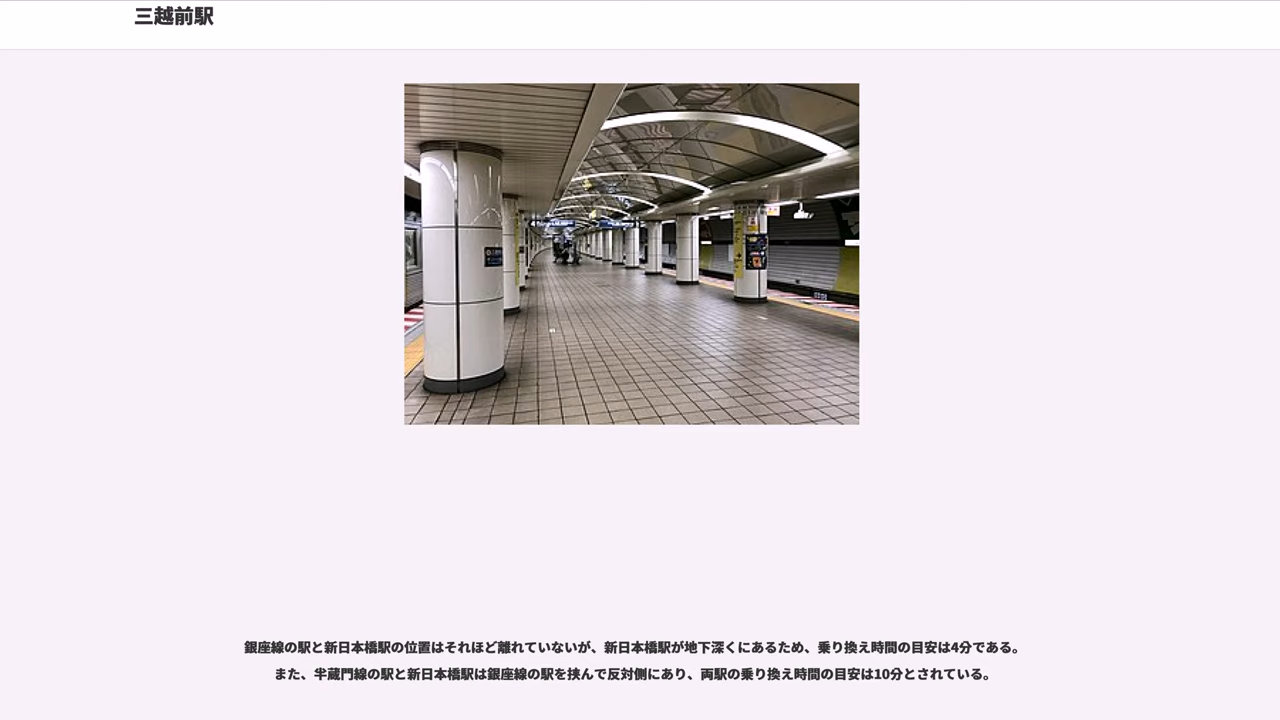 三越前駅
銀座線の駅と新日本橋駅の位置はそれほど離れていないが、新日本橋駅が地下深くにあるため、乗り換え時間の目安は4分である。
また、半蔵門線の駅と新日本橋駅は銀座線の駅を挟んで反対側にあり、両駅の乗り換え時間の目安は10分とされている。